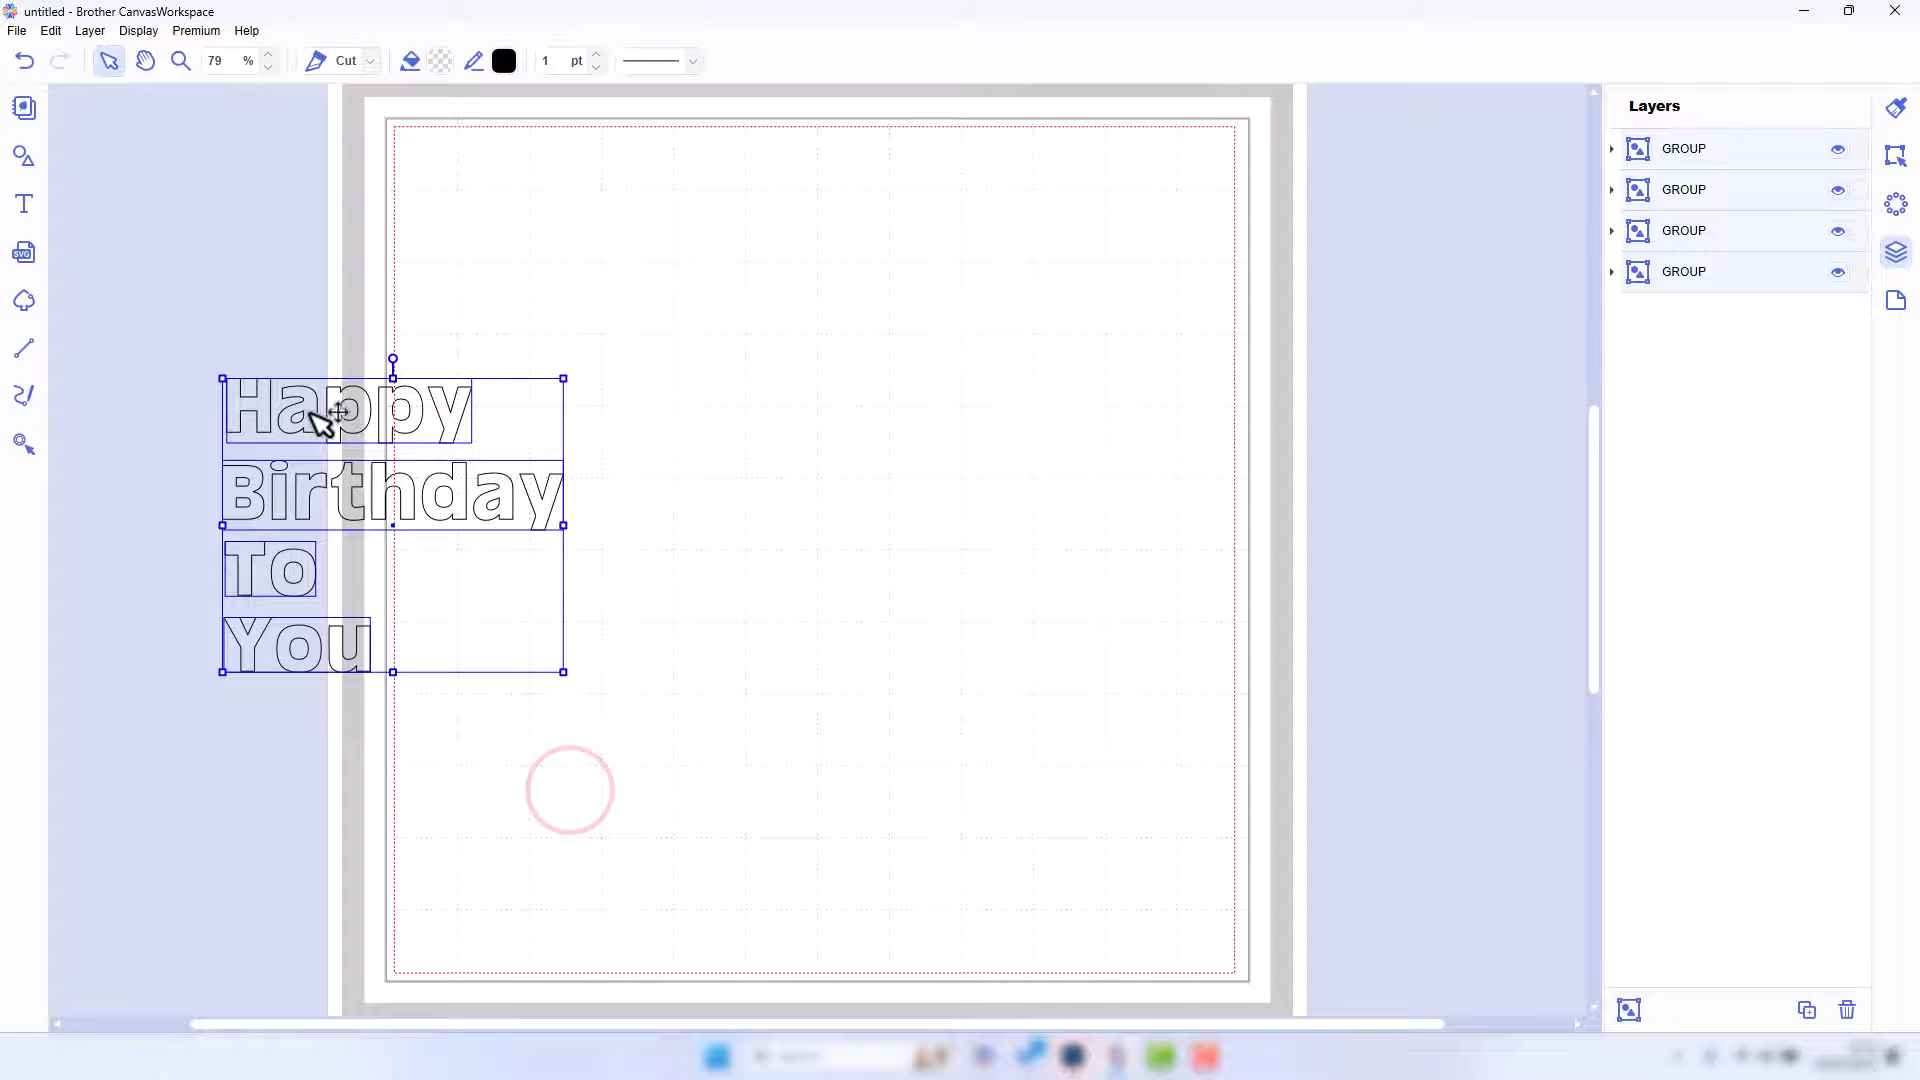 untitled - Brother CanvasWorkspace
File Edit Layer Display Premium Help
79 % Cut 1 pt
SVG
Layers
GROUP
GROUP
GROUP
GROUP
Happy
Birthday
To
You